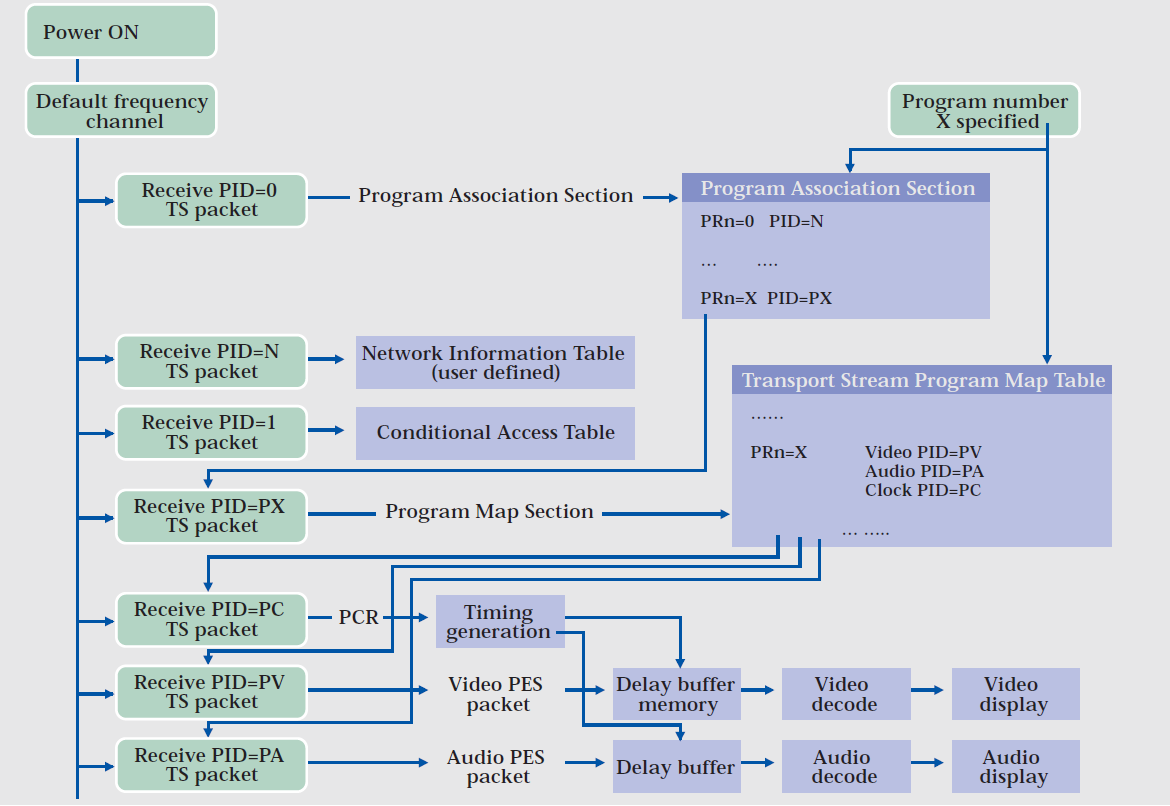 Power ON
Default frequency
channel
Program number
X specified
Receive PID=0
TS packet
Program Association Section
Program Association Section
PRn=0 PID=N
... ....
PRn=X PID=PX
Receive PID=N
TS packet
Network Information Table
(user defined)
Transport Stream Program Map Table
......
PRn=X Video PID=PV
Audio PID=PA
Clock PID=PC
... .....
Receive PID=1
TS packet
Conditional Access Table
Receive PID=PX
TS packet
Program Map Section
Receive PID=PC
TS packet
PCR
Timing
generation
Receive PID=PV
TS packet
Video PES
packet
Delay buffer
memory
Video
decode
Video
display
Receive PID=PA
TS packet
Audio PES
packet
Delay buffer
Audio
decode
Audio
display